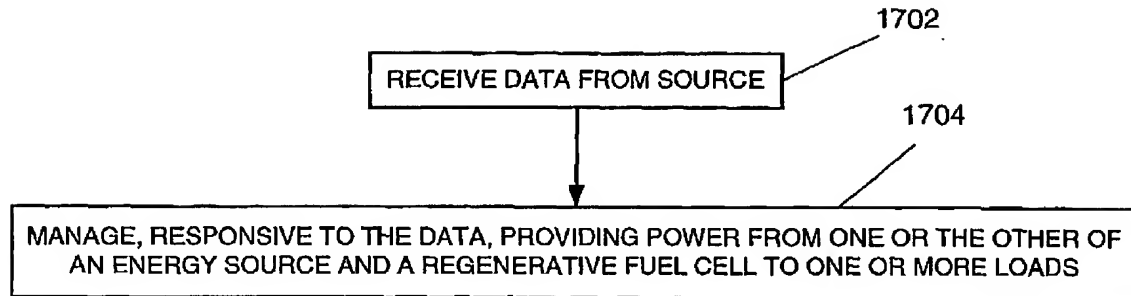 1702
RECEIVE DATA FROM SOURCE
1704
MANAGE, RESPONSIVE TO THE DATA, PROVIDING POWER FROM ONE OR THE OTHER OF
AN ENERGY SOURCE AND A REGENERATIVE FUEL CELL TO ONE OR MORE LOADS